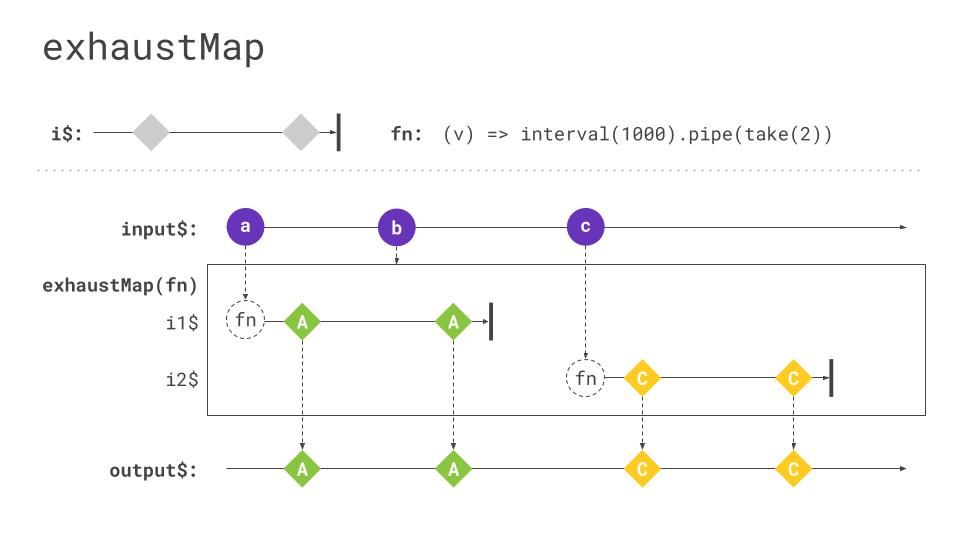 exhaustMap
i$: fn: (v) => interval(1000).pipe(take(2))
input$: a b c
exhaustMap(fn)
i1$ fn A A
i2$ fn C C
output$: A A C C